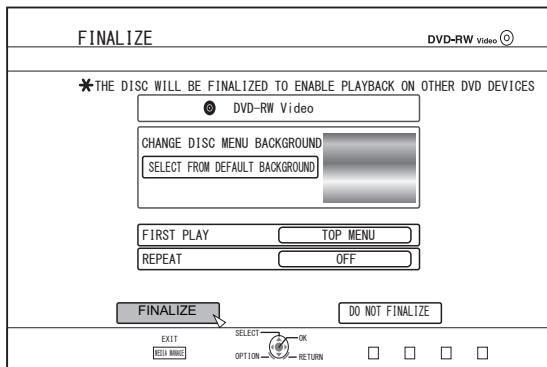 FINALIZE
DVD-RW Video
*THE DISC WILL BE FINALIZED TO ENABLE PLAYBACK ON OTHER DVD DEVICES
DVD-RW Video
CHANGE DISC MENU BACKGROUND
SELECT FROM DEFAULT BACKGROUND
FIRST PLAY TOP MENU
REPEAT OFF
FINALIZE DO NOT FINALIZE
EXIT SELECT OK
MEDIA MANAGE OPTION RETURN